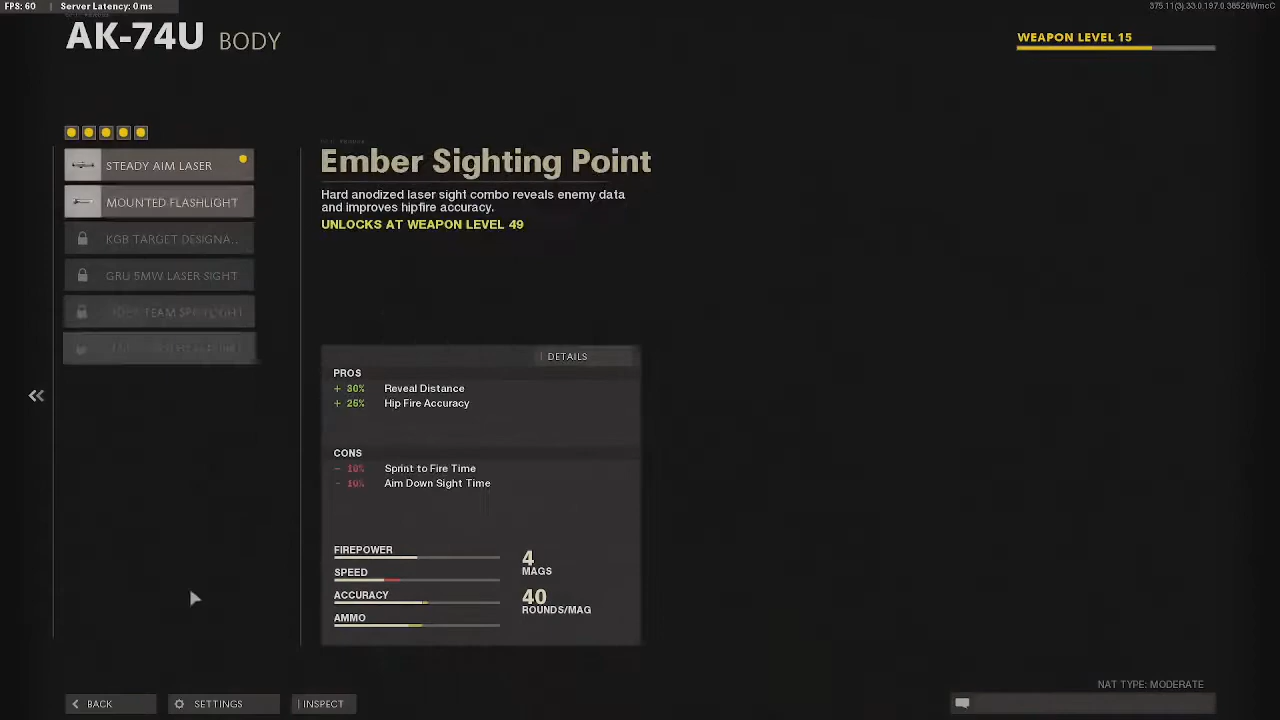 FPS: 60 | Server Latency: 0 ms
AK-74U BODY
WEAPON LEVEL 15
STEADY AIM LASER
MOUNTED FLASHLIGHT
KGB TARGET DESIGNA..
GRU 5MW LASER SIGHT
Ember Sighting Point
Hard anodized laser sight combo reveals enemy data
and improves hipfire accuracy.
UNLOCKS AT WEAPON LEVEL 49
DETAILS
PROS
+ 80% Reveal Distance
+ 25% Hip Fire Accuracy
CONS
- 10% Sprint to Fire Time
- 10% Aim Down Sight Time
FIREPOWER
SPEED
ACCURACY
AMMO
4
MAGS
40
ROUNDS/MAG
BACK
SETTINGS
INSPECT
NAT TYPE: MODERATE